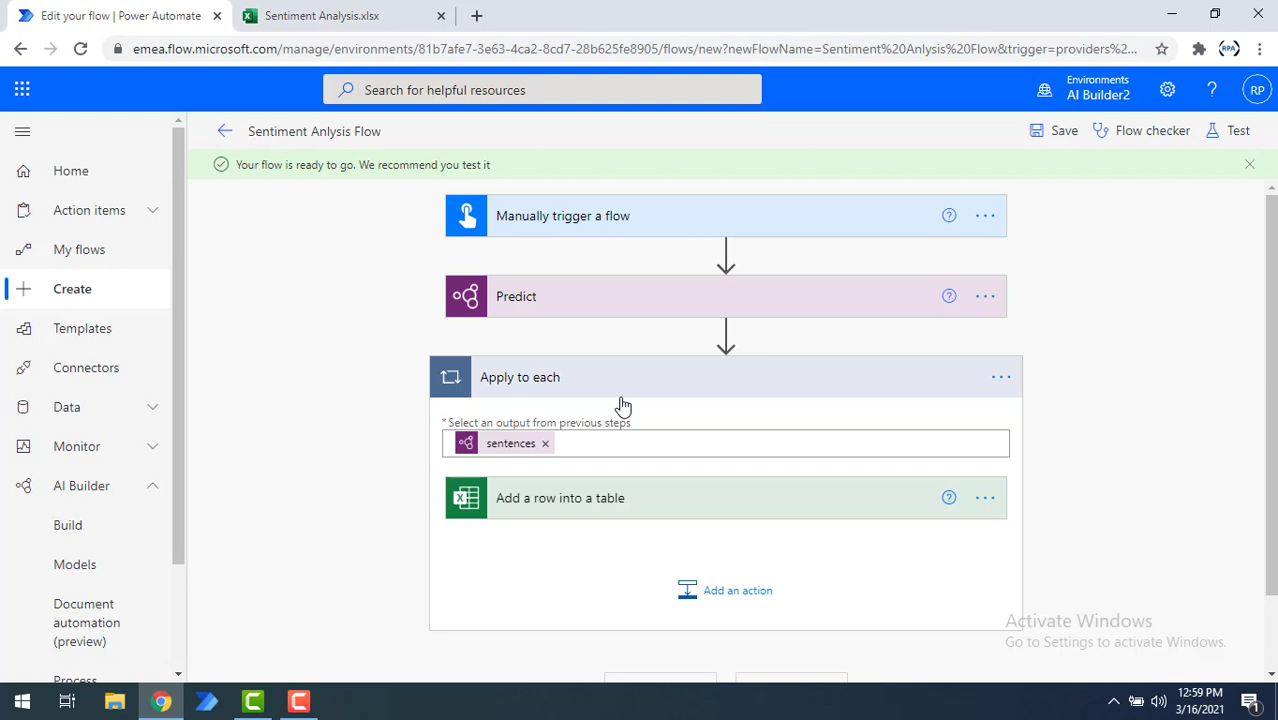 Edit your flow | Power Automate
Sentiment Analysis.xlsx
emea.flow.microsoft.com/manage/environments/81b7afe7-3e63-4ca2-8cd7-28b625fe8905/flows/new?newFlowName=Sentiment%20Anlysis%20Flow&trigger=providers%2...
RPA
Search for helpful resources
Environments
AI Builder2
RP
Sentiment Anlysis Flow
Save
Flow checker
Test
Your flow is ready to go. We recommend you test it
Home
Action items
My flows
Create
Templates
Connectors
Data
Monitor
AI Builder
Build
Models
Document
automation
(preview)
Process
Manually trigger a flow
Predict
Apply to each
* Select an output from previous steps
sentences
Add a row into a table
Add an action
Activate Windows
Go to Settings to activate Windows.
12:59 PM
3/16/2021
1